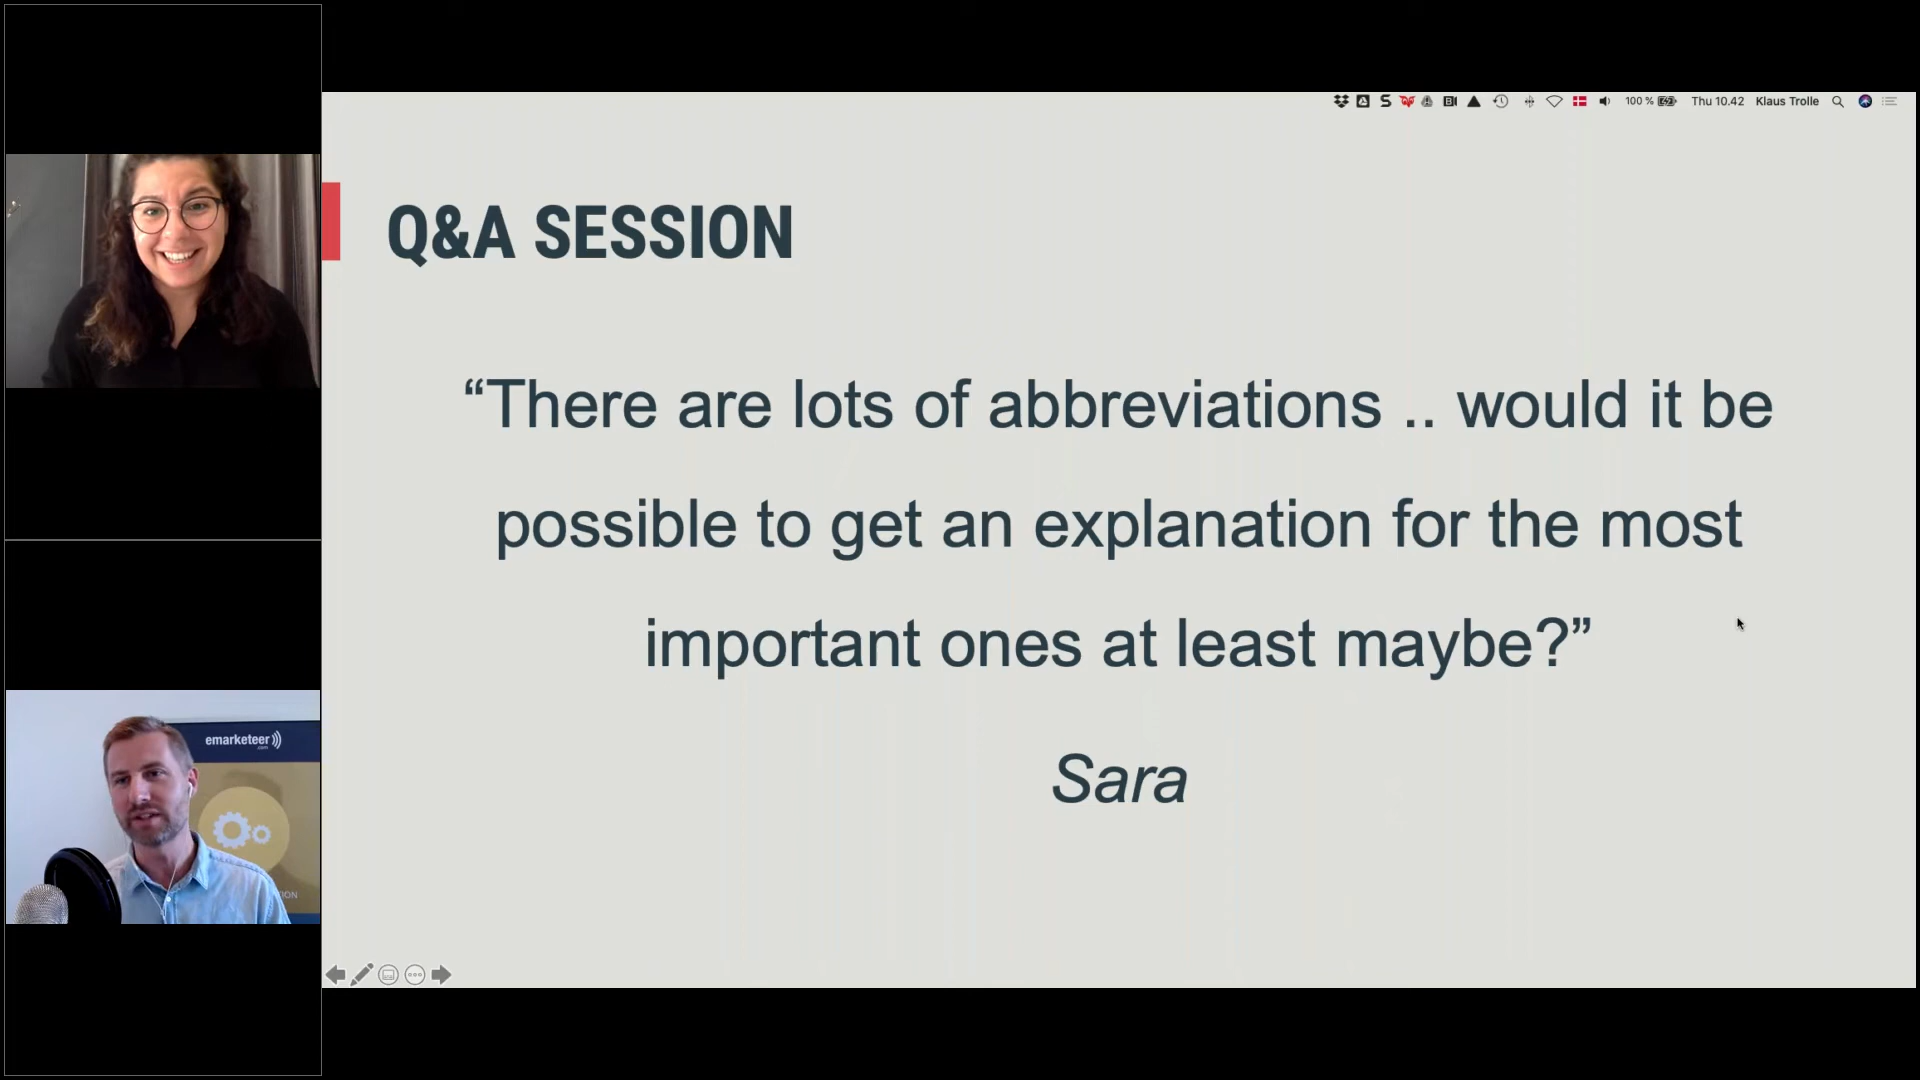 100 %
Thu 10.42
Klaus Trolle
Q&A SESSION
“There are lots of abbreviations .. would it be
possible to get an explanation for the most
important ones at least maybe?”
Sara
emarketeer
.com